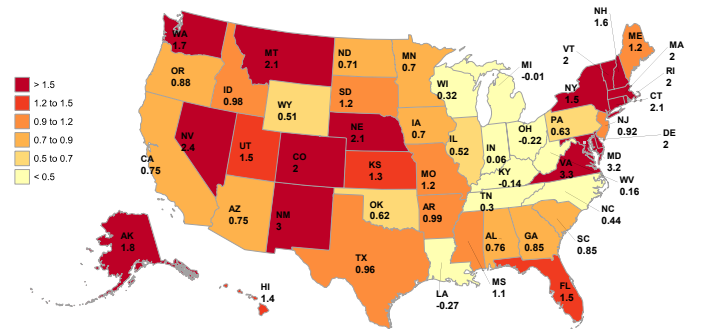 > 1.5
1.2 to 1.5
0.9 to 1.2
0.7 to 0.9
0.5 to 0.7
< 0.5
WA
1.7
OR
0.88
CA
0.75
NV
2.4
ID
0.98
MT
2.1
WY
0.51
UT
1.5
CO
2
AZ
0.75
NM
3
ND
0.71
SD
1.2
NE
2.1
KS
1.3
OK
0.62
TX
0.96
MN
0.7
IA
0.7
MO
1.2
AR
0.99
LA
-0.27
WI
0.32
IL
0.52
MI
-0.01
IN
0.06
OH
-0.22
KY
-0.14
TN
0.3
MS
1.1
AL
0.76
GA
0.85
FL
1.5
SC
0.85
NC
0.44
VA
3.3
WV
0.16
MD
3.2
DE
2
PA
0.63
NJ
0.92
NY
1.5
CT
2.1
RI
2
MA
2
VT
2
NH
1.6
ME
1.2
AK
1.8
HI
1.4